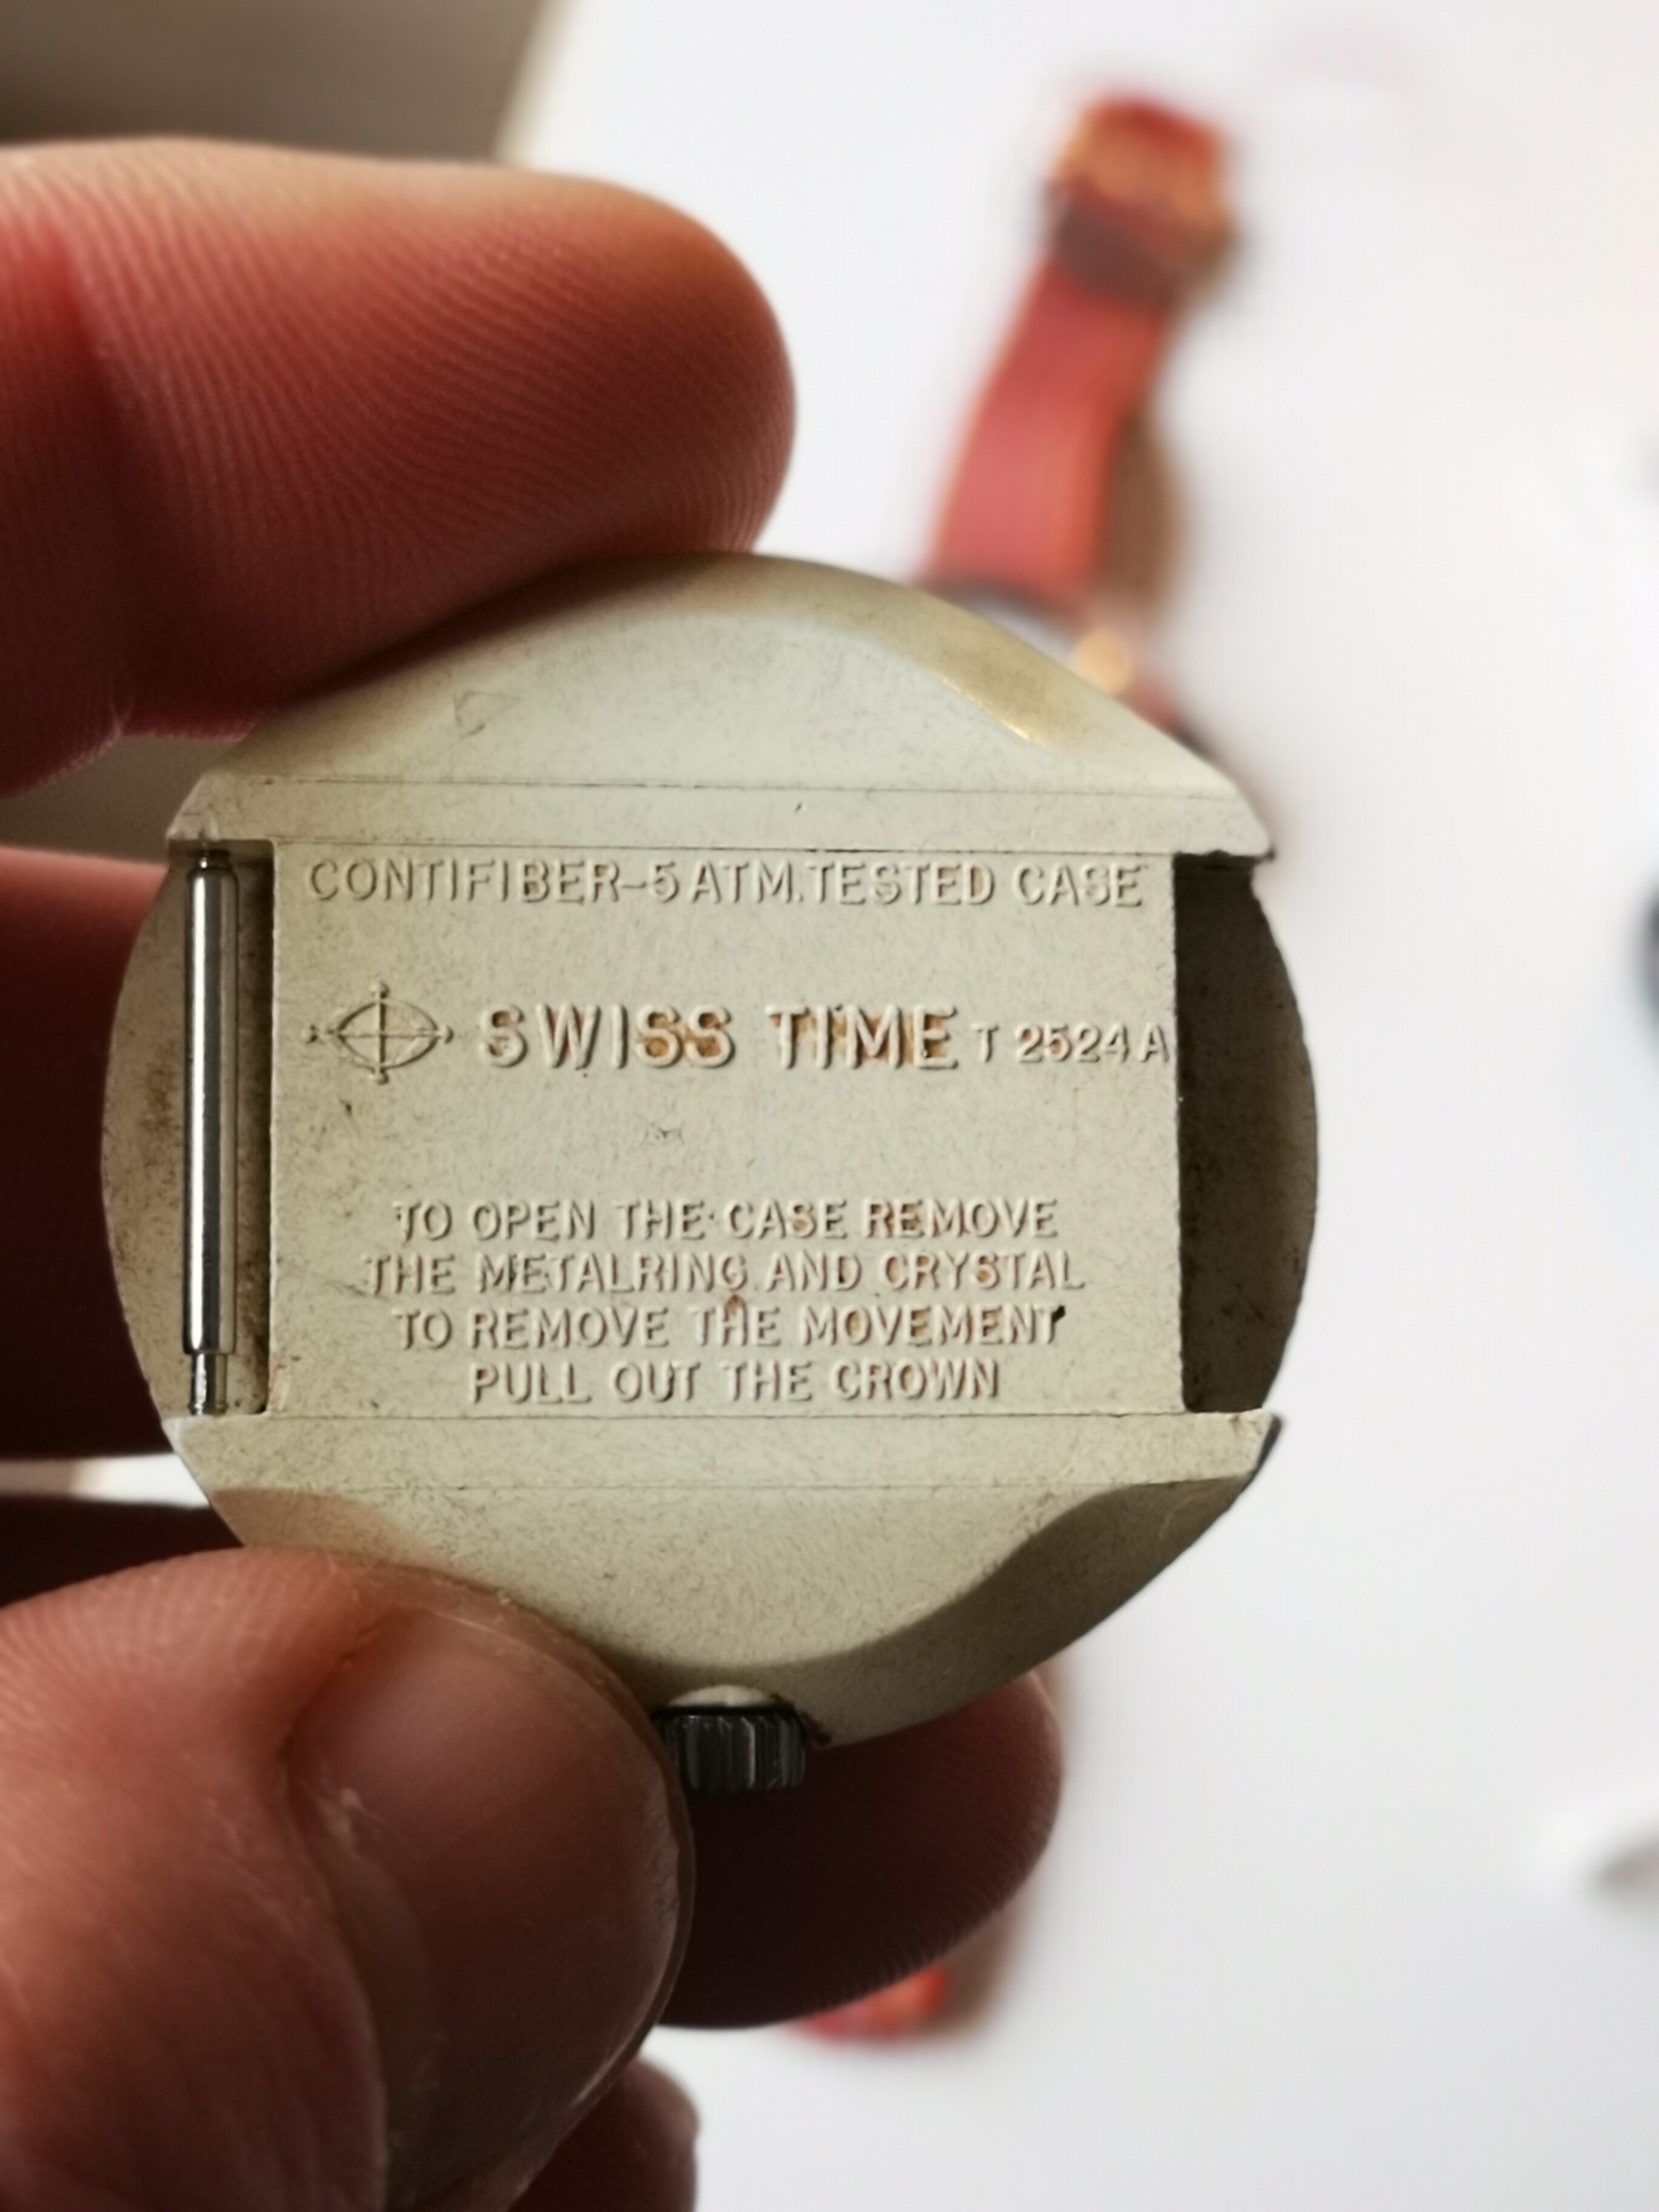 CONTIFIBER-5 ATM.TESTED CASE
SWISS TIME T 2524 A
TO OPEN THE CASE REMOVE
THE METALRING AND CRYSTAL
TO REMOVE THE MOVEMENT
PULL OUT THE CROWN